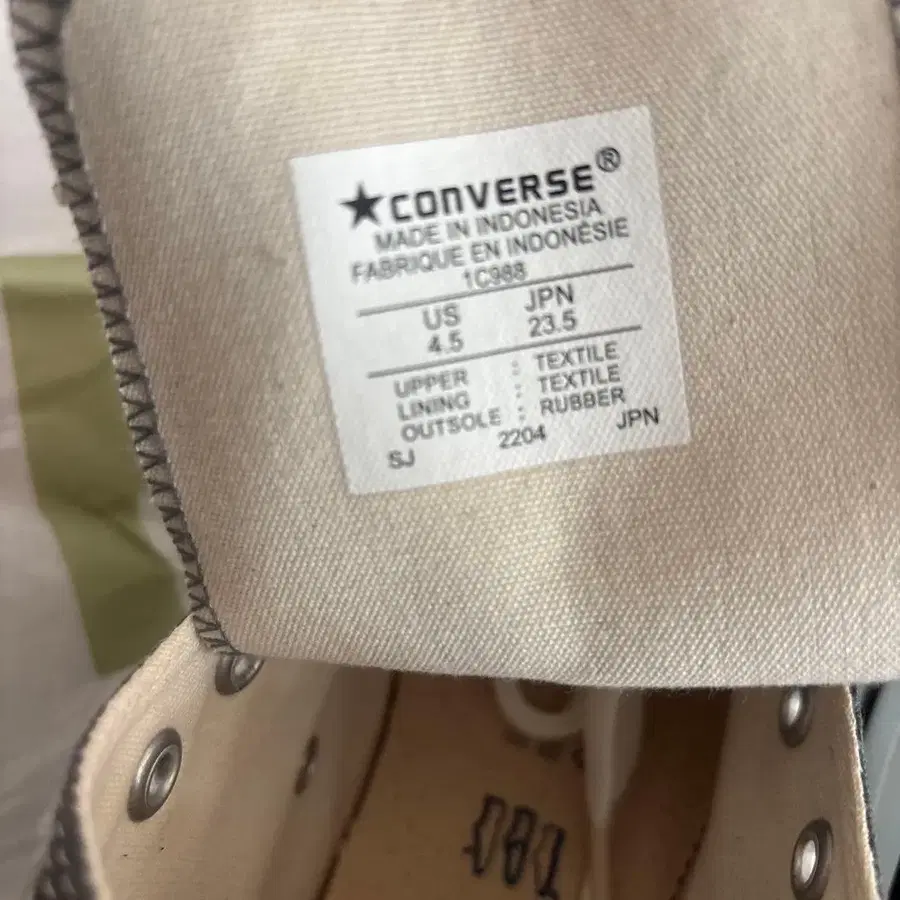 ★CONVERSE®
MADE IN INDONESIA
FABRIQUE EN INDONÉSIE
1C988
US JPN
4.5 23.5
UPPER : TEXTILE
LINING : TEXTILE
OUTSOLE : RUBBER
SJ 2204 JPN